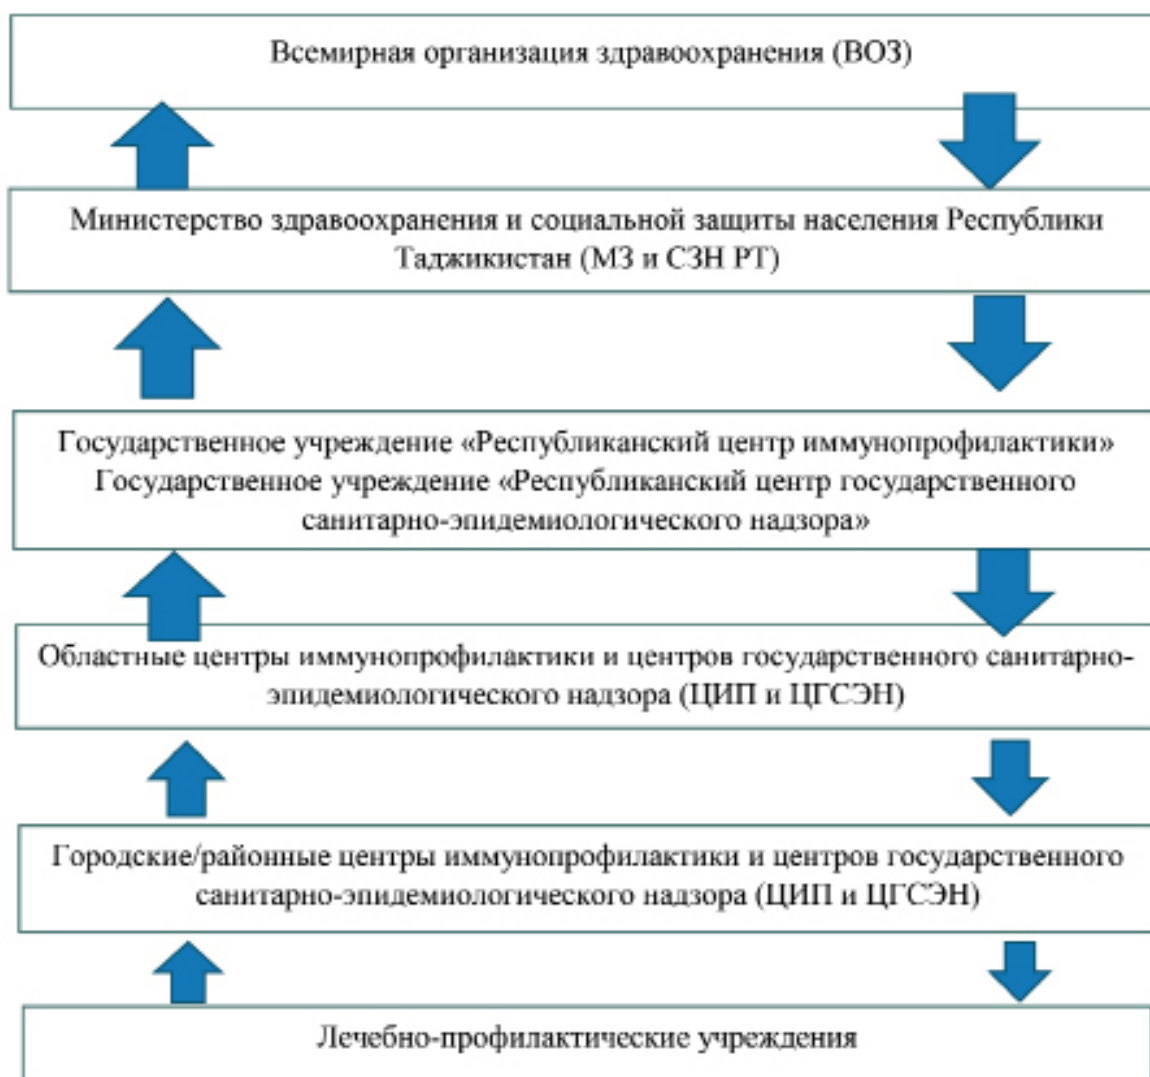 Всемирная организация здравоохранения (ВОЗ)
Министерство здравоохранения и социальной защиты населения Республики
Таджикистан (МЗ и СЗН РТ)
Государственное учреждение «Республиканский центр иммунопрофилактики»
Государственное учреждение «Республиканский центр государственного
санитарно-эпидемиологического надзора»
Областные центры иммунопрофилактики и центров государственного санитарно-
эпидемиологического надзора (ЦИП и ЦГСЭН)
Городские/районные центры иммунопрофилактики и центров государственного
санитарно-эпидемиологического надзора (ЦИП и ЦГСЭН)
Лечебно-профилактические учреждения